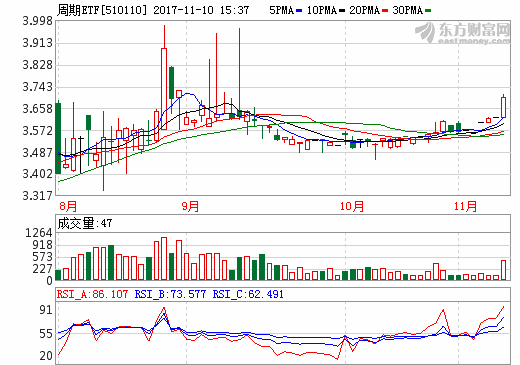 周期ETF[510110] 2017-11-10 15:37 5PMA 10PMA 20PMA 30PMA
东方财富网
eastmoney.com
3.998
3.913
3.828
3.743
3.658
3.572
3.487
3.402
3.317
8月 9月 10月 11月
成交量:47
1264
918
573
227
0
RSI_A:86.107 RSI_B:73.577 RSI_C:62.491
91
55
20